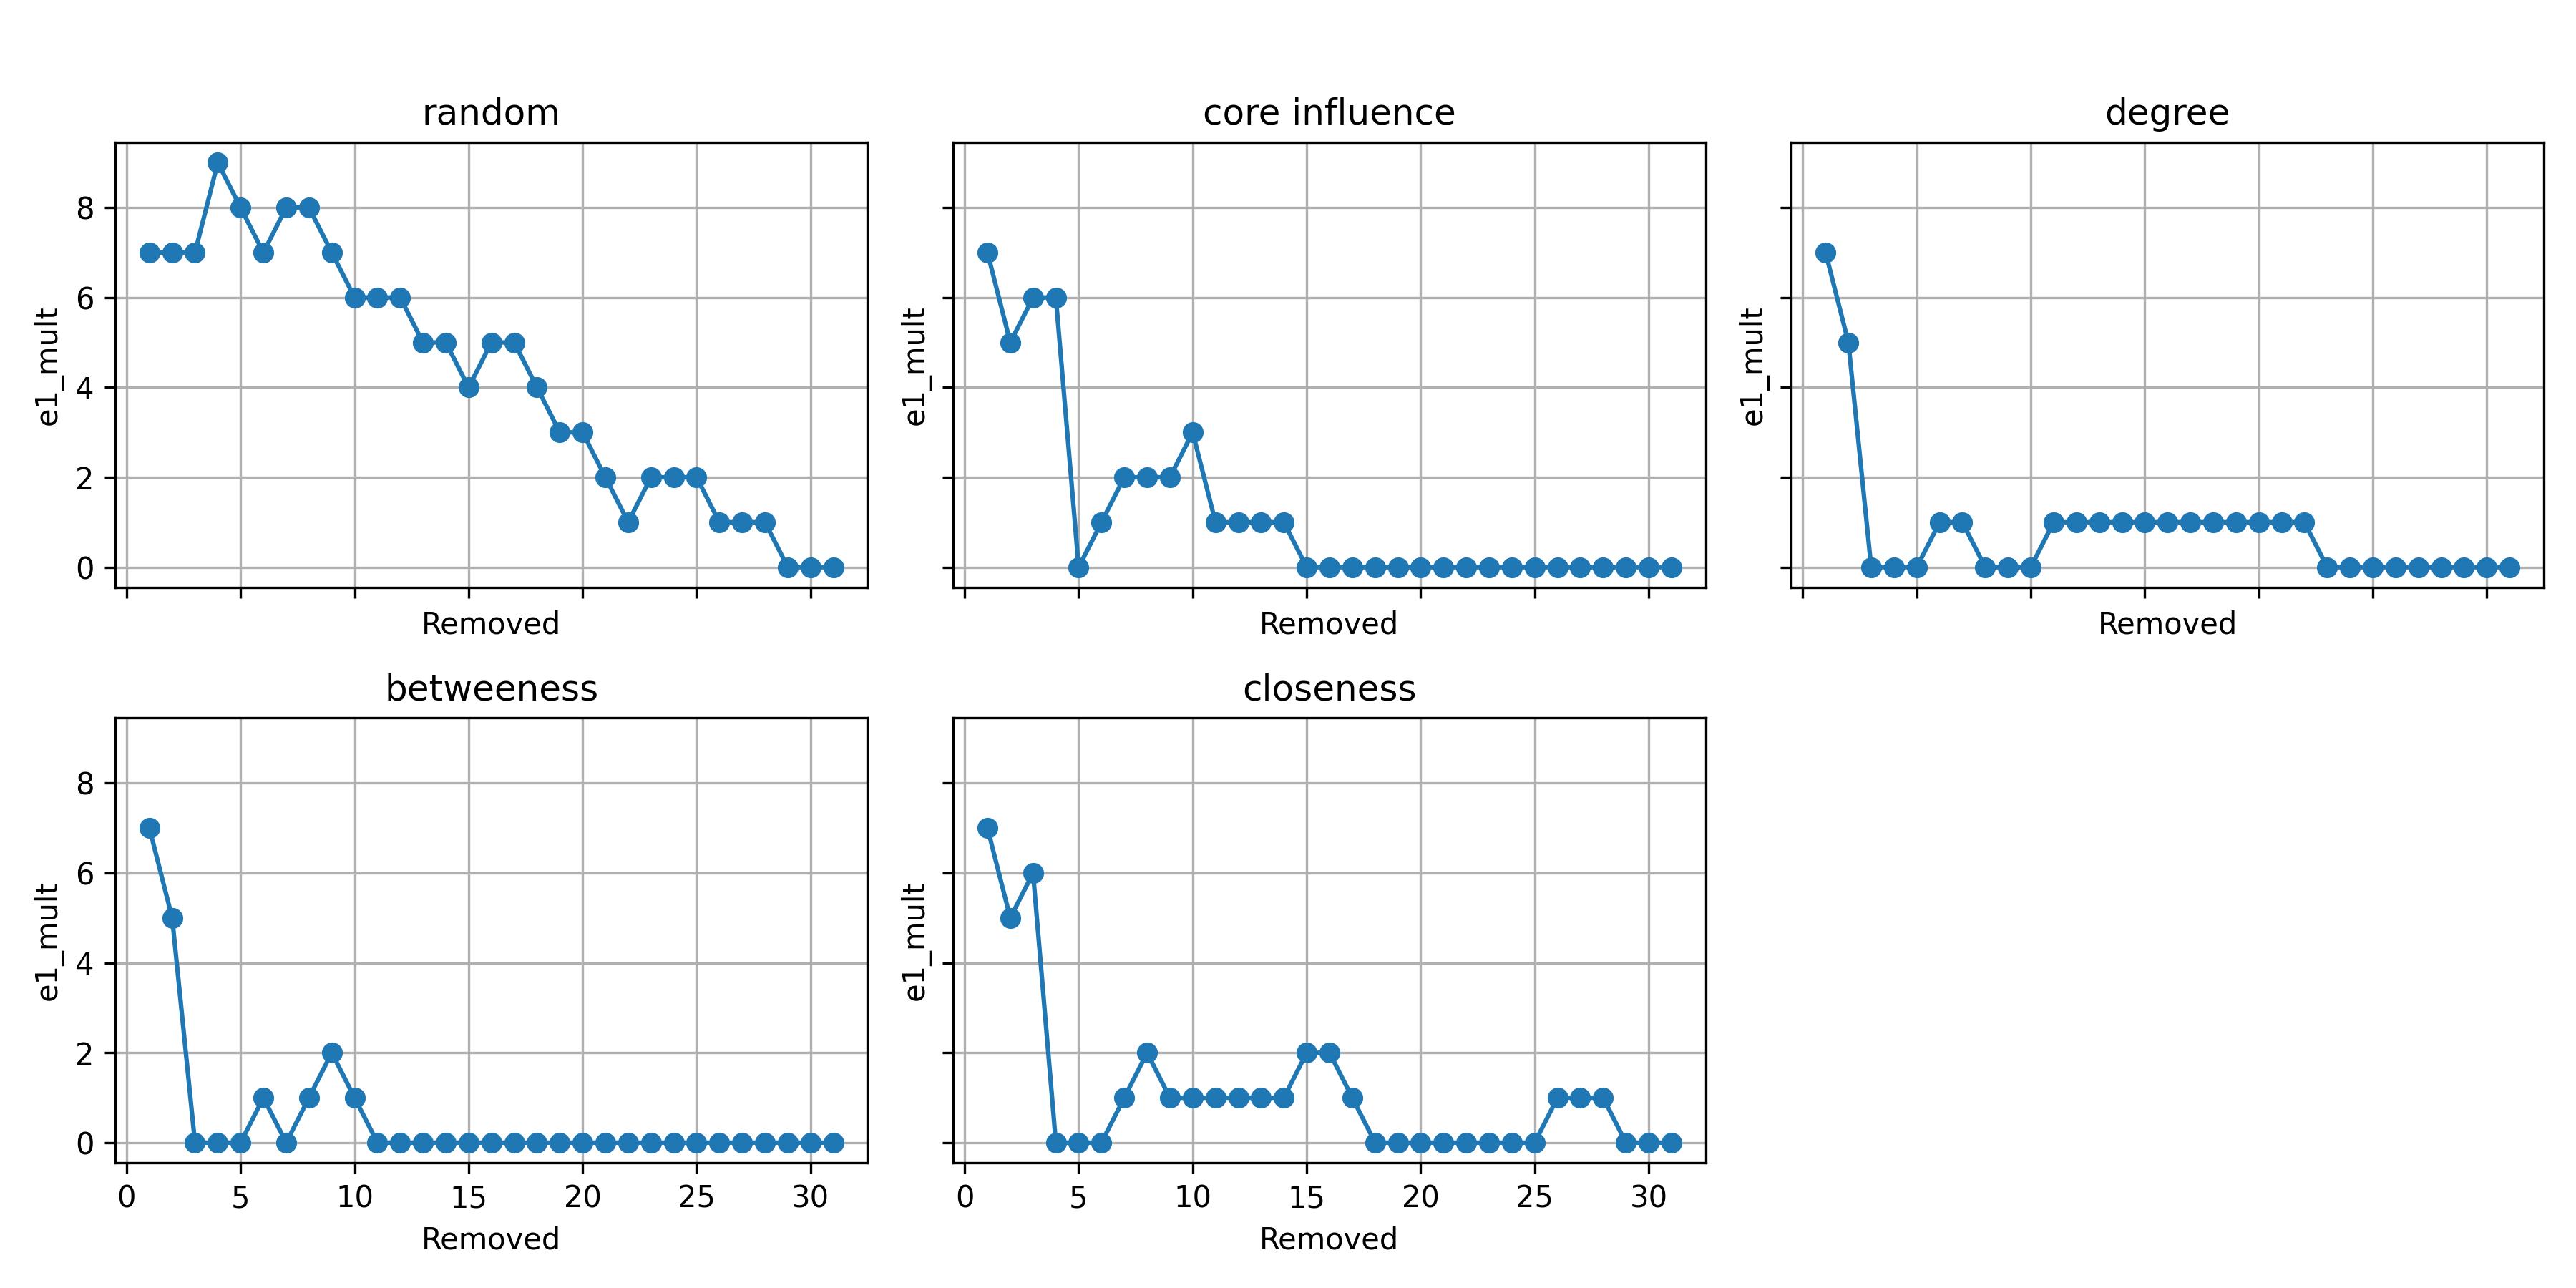 random
core influence
degree
e1_mult
8
6
4
2
0
e1_mult
e1_mult
Removed
Removed
Removed
betweeness
closeness
e1_mult
8
6
4
2
0
e1_mult
0 5 10 15 20 25 30
0 5 10 15 20 25 30
Removed
Removed